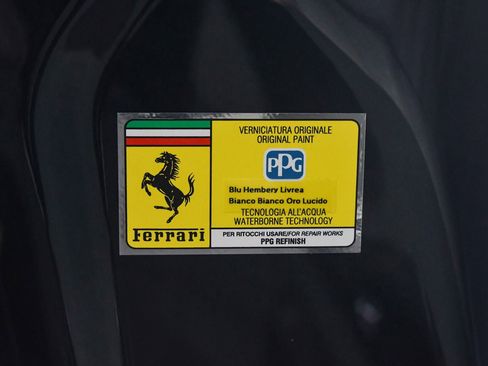 VERNICIATURA ORIGINALE
ORIGINAL PAINT
PPG
Blu Hembery Livrea
Bianco Bianco Oro Lucido
TECNOLOGIA ALL'ACQUA
WATERBORNE TECHNOLOGY
Ferrari
PER RITOCCHI USARE/FOR REPAIR WORKS
PPG REFINISH